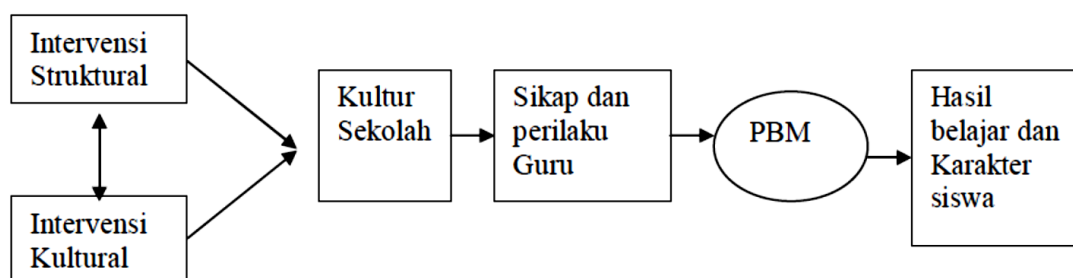 Intervensi
Struktural
Intervensi
Kultural
Kultur
Sekolah
Sikap dan
perilaku
Guru
PBM
Hasil
belajar dan
Karakter
siswa